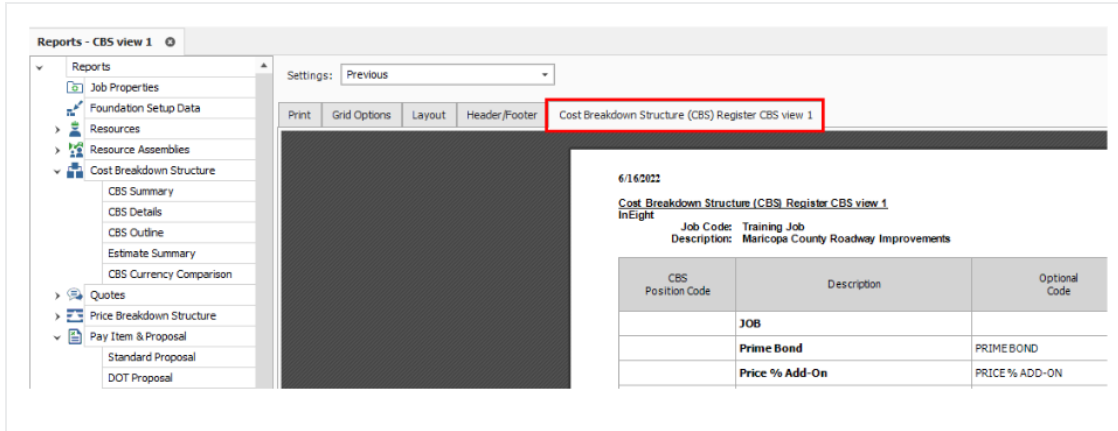 Reports - CBS view 1
Reports
Job Properties
Foundation Setup Data
Resources
Resource Assemblies
Cost Breakdown Structure
CBS Summary
CBS Details
CBS Outline
Estimate Summary
CBS Currency Comparison
Quotes
Price Breakdown Structure
Pay Item & Proposal
Standard Proposal
DOT Proposal
Settings: Previous
Print Grid Options Layout Header/Footer Cost Breakdown Structure (CBS) Register CBS view 1
6/16/2022
Cost Breakdown Structure (CBS) Register CBS view 1
InEight
Job Code: Training Job
Description: Maricopa County Roadway Improvements
CBS Position Code Description Optional Code
JOB
Prime Bond PRIME BOND
Price % Add-On PRICE % ADD-ON